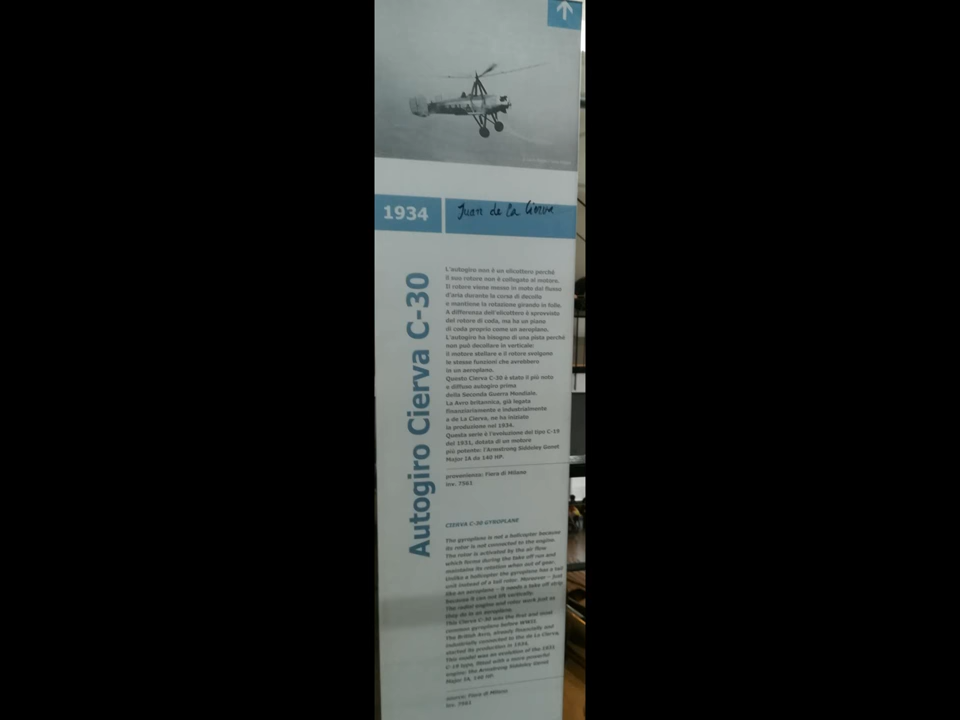 1934
Juan de la Cierva
Autogiro Cierva C-30
L'autogiro non è un elicottero perché
il suo rotore non è collegato al motore.
Il rotore viene messo in moto dal flusso
d'aria durante la corsa di decollo
e mantiene la rotazione girando in folle.
A differenza dell'elicottero è sprovvisto
del rotore di coda, ma ha un piano
di coda proprio come un aeroplano.
L'autogiro ha bisogno di una pista perché
non può decollare in verticale:
il motore stellare e il rotore svolgono
le stesse funzioni che avrebbero
in un aeroplano.
Questo Cierva C-30 è stato il più noto
e diffuso autogiro prima
della Seconda Guerra Mondiale.
La Avro britannica, già legata
finanziariamente e industrialmente
a de La Cierva, ne ha iniziato
la produzione nel 1934.
Questa serie è l'evoluzione del tipo C-19
del 1931, dotata di un motore
più potente: l'Armstrong Siddeley Genet
Major IA da 140 HP.
provenienza: Fiera di Milano
inv. 7561
CIERVA C-30 GYROPLANE
The gyroplane is not a helicopter because
its rotor is not connected to the engine.
The rotor is activated by the air flow
which forms during the take off run and
maintains its rotation when out of gear.
Unlike a helicopter the gyroplane has a tail
unit instead of a tail rotor. Moreover - just
like an aeroplane - it needs a take off strip
because it can not lift vertically.
The radial engine and rotor work just as
they do in an aeroplane.
This Cierva C-30 was the first and most
common gyroplane before WWII.
The British Avro, already financially and
industrially connected to the de La Cierva,
started its production in 1934.
This model was an evolution of the 1931
C-19 type, fitted with a more powerful
engine: the Armstrong Siddeley Genet
Major IA, 140 HP.
source: Fiera di Milano
inv. 7561